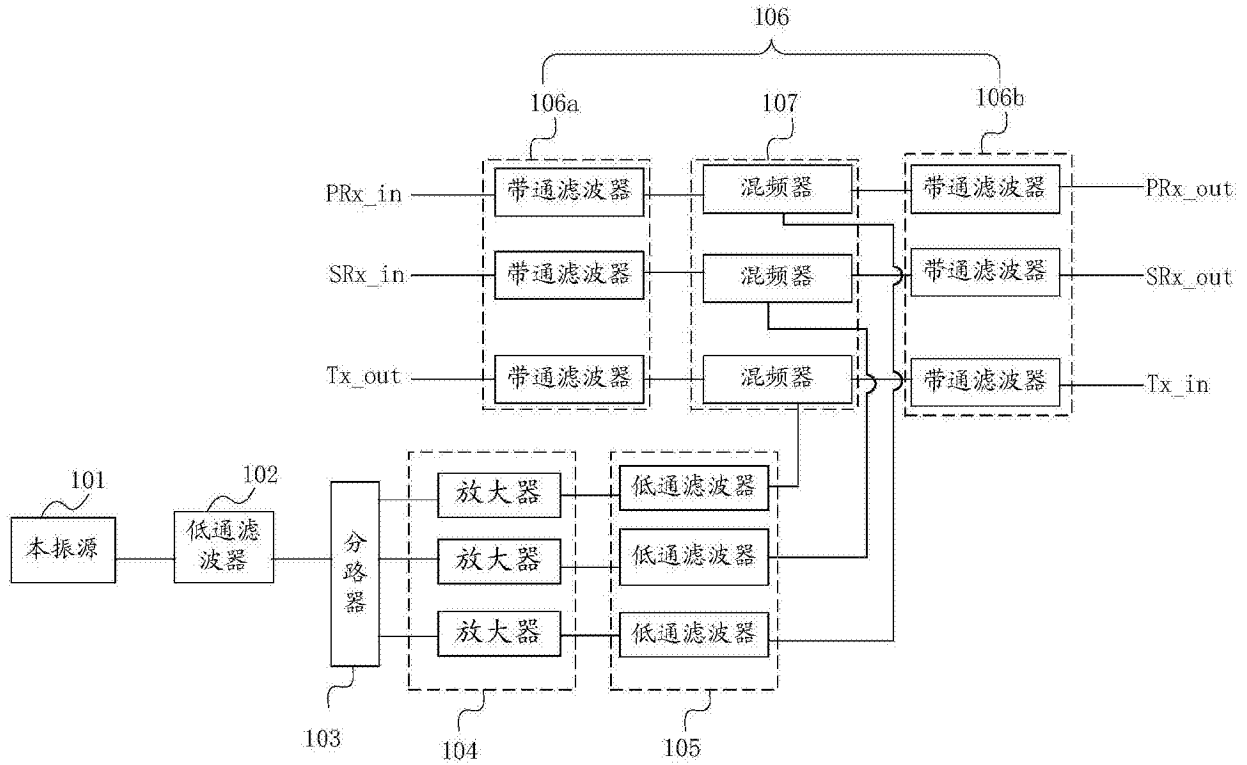 106
106a
107
106b
PRx_in
带通滤波器
混频器
带通滤波器
PRx_out
SRx_in
带通滤波器
混频器
带通滤波器
SRx_out
Tx_out
带通滤波器
混频器
带通滤波器
Tx_in
101
102
本振源
低通滤
波器
分路器
放大器
低通滤波器
放大器
低通滤波器
放大器
低通滤波器
103
104
105